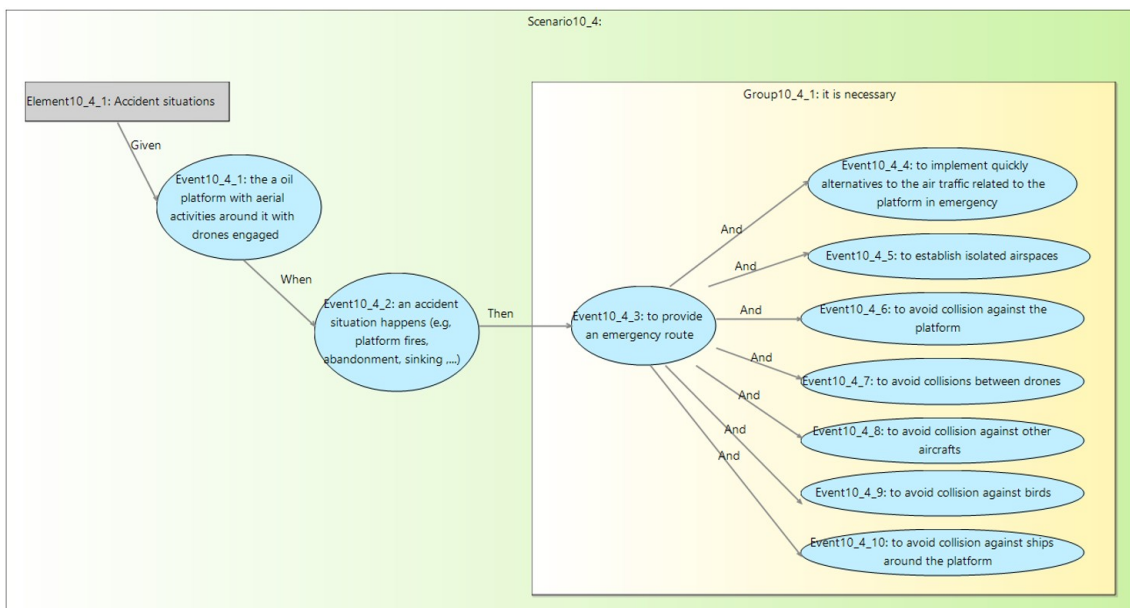 Scenario10_4:
Element10_4_1: Accident situations
Given
Event10_4_1: the a oil
platform with aerial
activities around it with
drones engaged
When
Event10_4_2: an accident
situation happens (e.g,
platform fires,
abandonment, sinking ,...)
Then
Group10_4_1: it is necessary
Event10_4_3: to provide
an emergency route
And
Event10_4_4: to implement quickly
alternatives to the air traffic related to the
platform in emergency
And
Event10_4_5: to establish isolated airspaces
And
Event10_4_6: to avoid collision against the
platform
And
Event10_4_7: to avoid collisions between drones
And
Event10_4_8: to avoid collision against other
aircrafts
And
Event10_4_9: to avoid collision against birds
And
Event10_4_10: to avoid collision against ships
around the platform